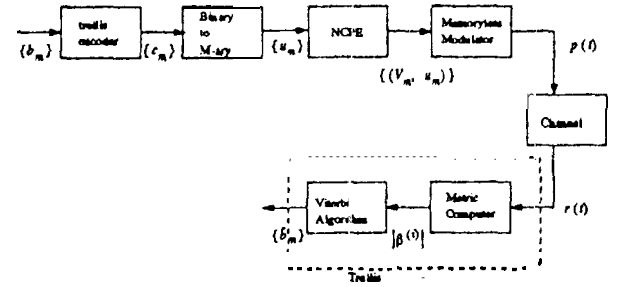 trellis
encoder
Binary
to
M-ary
NCPE
Memoryless
Modulator
{b_m}
{c_m}
{u_m}
{(V_m, u_m)}
p(t)
Channel
r(t)
Metric
Computer
Viterbi
Algorithm
{b̂_m}
|β^(i)|
Trellis